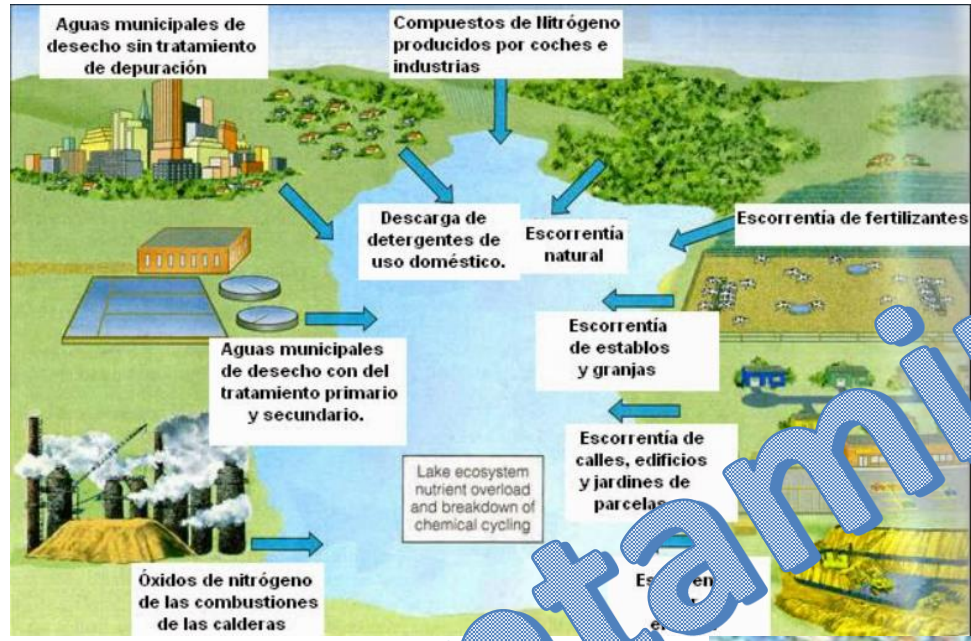 Aguas municipales de
desecho sin tratamiento
de depuración
Compuestos de Nitrógeno
producidos por coches e
industrias
Descarga de
detergentes de
uso doméstico.
Escorrentía
natural
Escorrentía de fertilizantes
Aguas municipales
de desecho con del
tratamiento primario
y secundario.
Escorrentía
de establos
y granjas
Escorrentía de
calles, edificios
y jardines de
parcelas
Lake ecosystem
nutrient overload
and breakdown of
chemical cycling
Óxidos de nitrógeno
de las combustiones
de las calderas